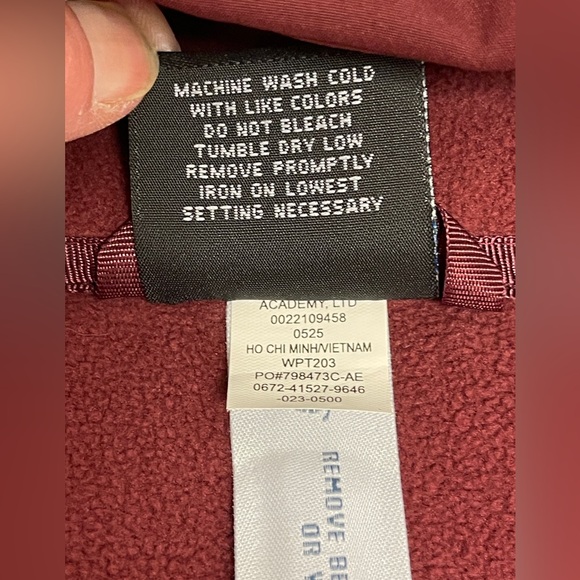 MACHINE WASH COLD
WITH LIKE COLORS
DO NOT BLEACH
TUMBLE DRY LOW
REMOVE PROMPTLY
IRON ON LOWEST
SETTING NECESSARY
ACADEMY, LTD
0022109458
0525
HO CHI MINH/VIETNAM
WPT203
PO#798473C-AE
0672-41527-9646
-023-0500
REMOVE BE
OR